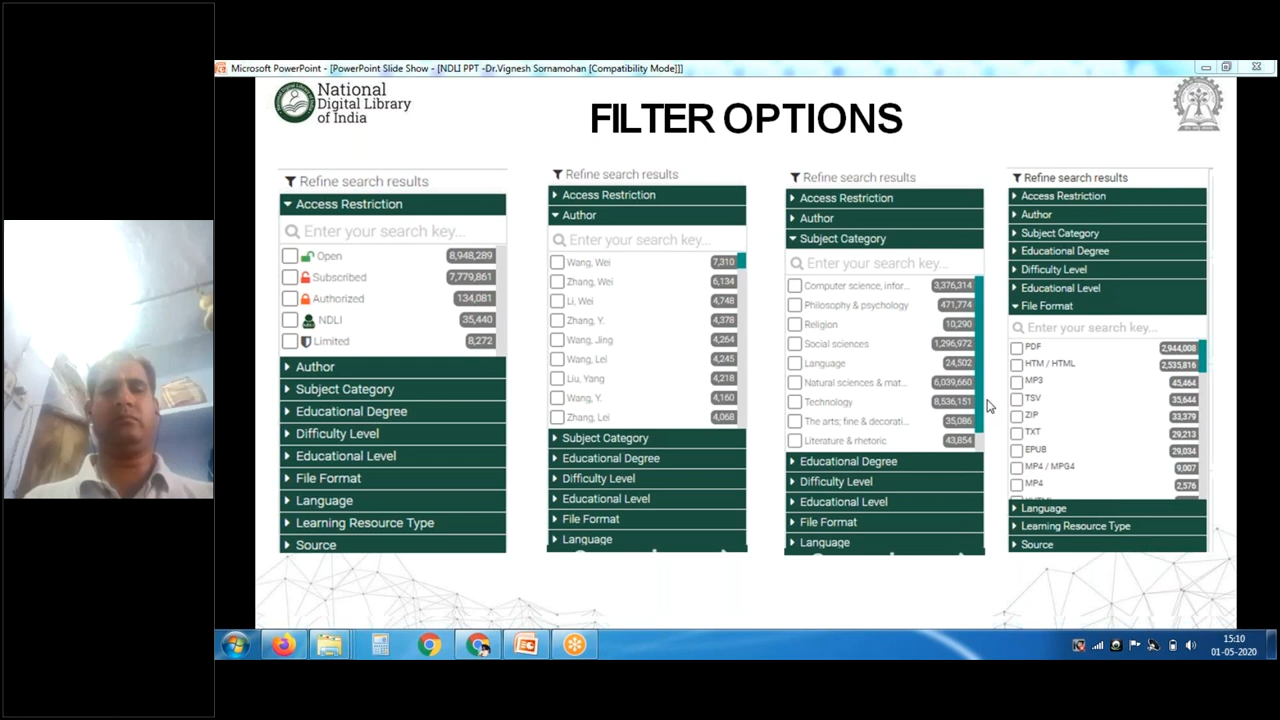 Microsoft PowerPoint - [PowerPoint Slide Show - [NDLI PPT -Dr.Vignesh Sornamohan [Compatibility Mode]]]
National
Digital Library
of India
FILTER OPTIONS
Refine search results
Access Restriction
Enter your search key...
Open 8,948,289
Subscribed 7,779,861
Authorized 134,081
NDLI 35,440
Limited 8,272
Author
Subject Category
Educational Degree
Difficulty Level
Educational Level
File Format
Language
Learning Resource Type
Source
Refine search results
Access Restriction
Author
Enter your search key...
Wang, Wei 7,310
Zhang, Wei 6,134
Li, Wei 4,748
Zhang, Y. 4,378
Wang, Jing 4,264
Wang, Lei 4,245
Liu, Yang 4,218
Wang, Y. 4,160
Zhang, Lei 4,068
Subject Category
Educational Degree
Difficulty Level
Educational Level
File Format
Language
Refine search results
Access Restriction
Author
Subject Category
Enter your search key...
Computer science, infor... 3,376,314
Philosophy & psychology 471,774
Religion 10,290
Social sciences 1,296,972
Language 24,502
Natural sciences & mat... 6,039,660
Technology 8,536,151
The arts; fine & decorati... 35,086
Literature & rhetoric 43,854
Educational Degree
Difficulty Level
Educational Level
File Format
Language
Refine search results
Access Restriction
Author
Subject Category
Educational Degree
Difficulty Level
Educational Level
File Format
Enter your search key...
PDF 2,944,008
HTM / HTML 2,535,816
MP3 45,464
TSV 35,644
ZIP 33,379
TXT 29,213
EPUB 29,034
MP4 / MPG4 9,007
MP4 2,576
Language
Learning Resource Type
Source
15:10
01-05-2020